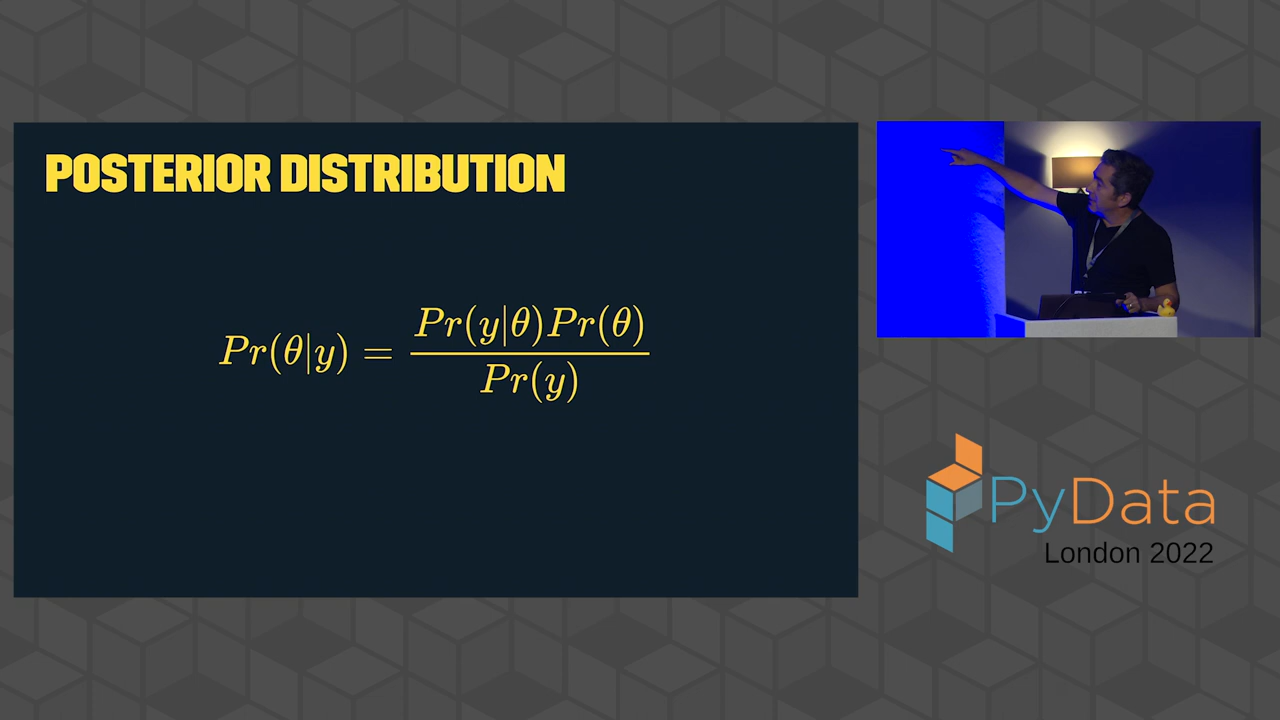 POSTERIOR DISTRIBUTION
Pr(θ|y) = Pr(y|θ)Pr(θ) / Pr(y)
PyData
London 2022